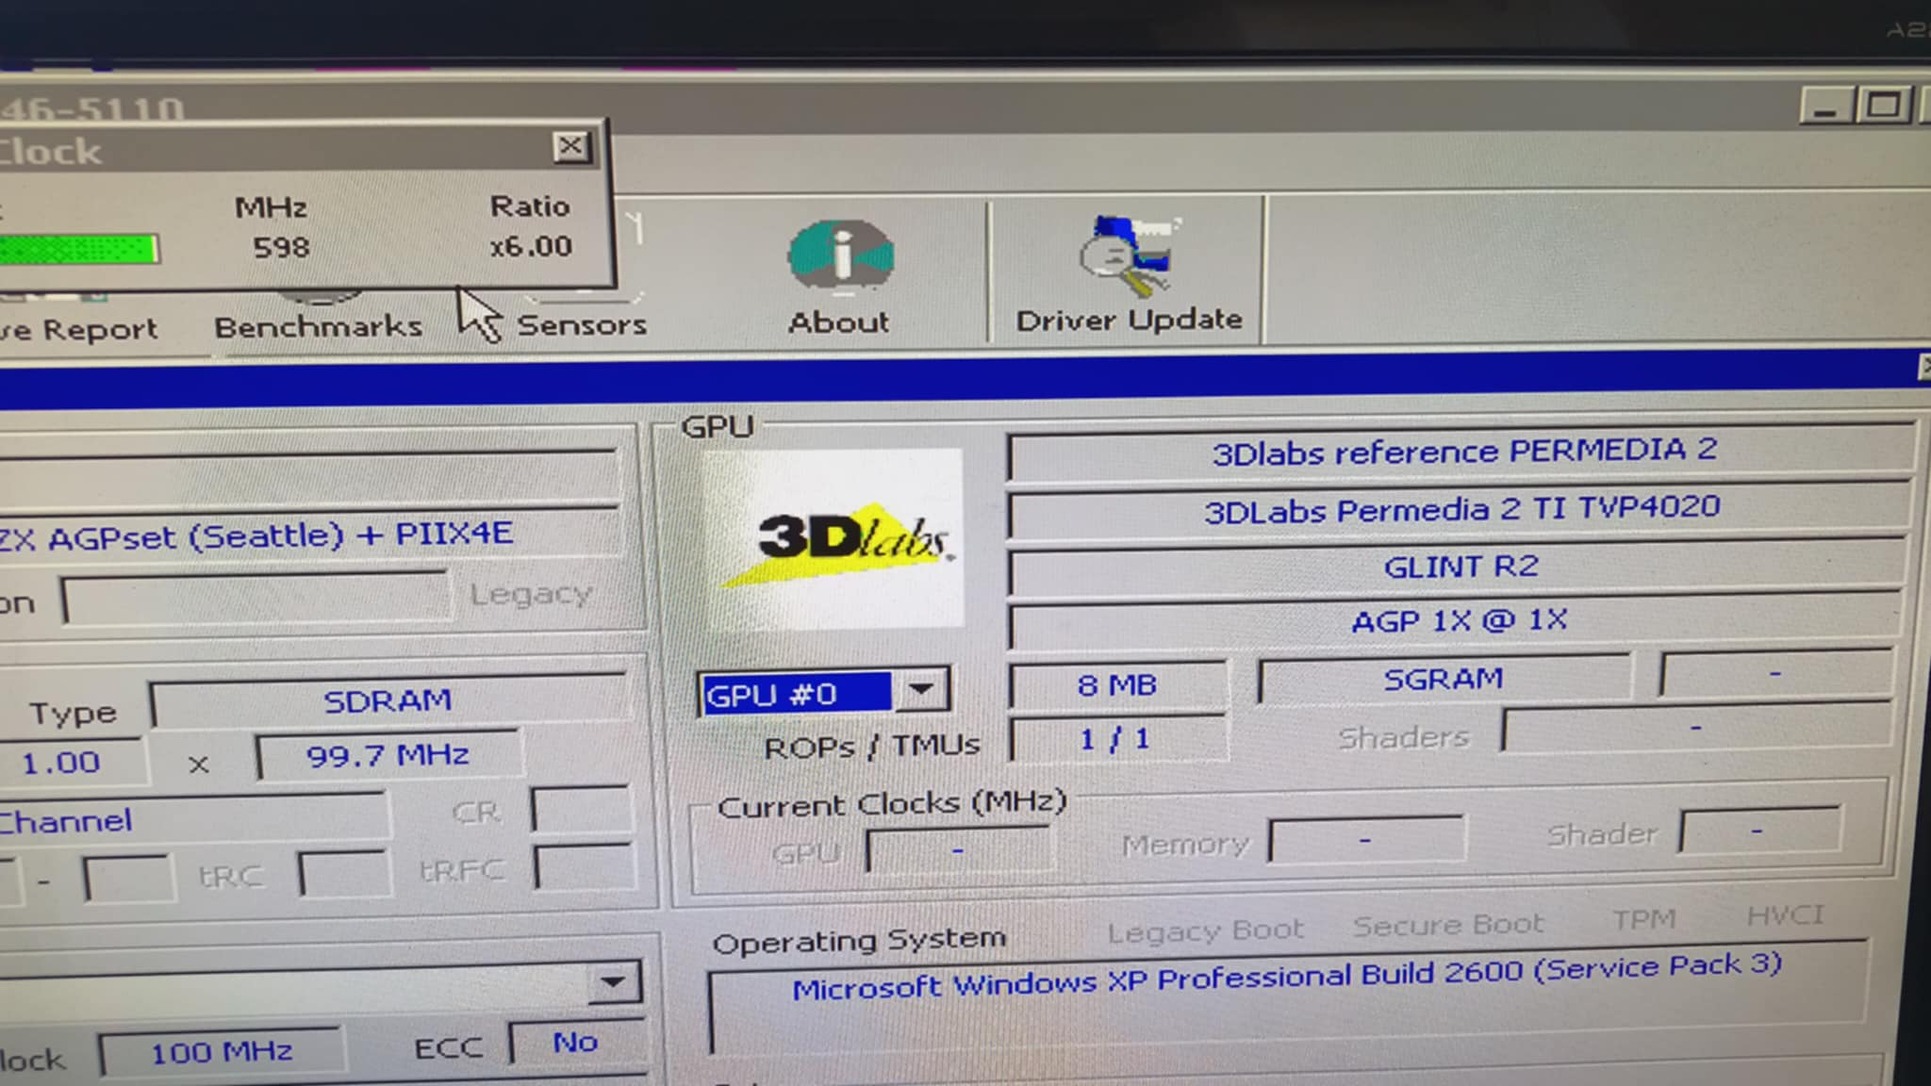 46-5110
Clock
MHz Ratio
598 x6.00
ve Report Benchmarks Sensors About Driver Update
GPU
3Dlabs reference PERMEDIA 2
3Dlabs.
ZX AGPset (Seattle) + PIIX4E
3DLabs Permedia 2 TI TVP4020
GLINT R2
on Legacy
AGP 1X @ 1X
Type SDRAM
GPU #0 8 MB SGRAM -
1.00 x 99.7 MHz
ROPs / TMUs 1 / 1 Shaders -
Channel CR
Current Clocks (MHz)
GPU - Memory - Shader -
- tRC tRFC
Operating System Legacy Boot Secure Boot TPM HVCI
Microsoft Windows XP Professional Build 2600 (Service Pack 3)
lock 100 MHz ECC No